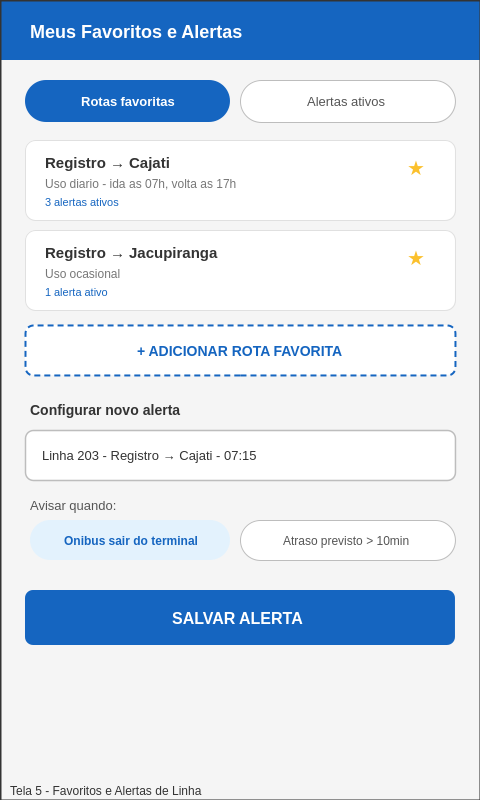 Meus Favoritos e Alertas
Rotas favoritas
Alertas ativos
Registro → Cajati
Uso diario - ida as 07h, volta as 17h
3 alertas ativos
Registro → Jacupiranga
Uso ocasional
1 alerta ativo
+ ADICIONAR ROTA FAVORITA
Configurar novo alerta
Linha 203 - Registro → Cajati - 07:15
Avisar quando:
Onibus sair do terminal
Atraso previsto > 10min
SALVAR ALERTA
Tela 5 - Favoritos e Alertas de Linha